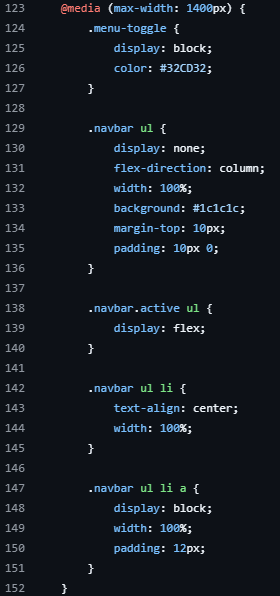 123 @media (max-width: 1400px) {
124 .menu-toggle {
125 display: block;
126 color: #32CD32;
127 }
128
129 .navbar ul {
130 display: none;
131 flex-direction: column;
132 width: 100%;
133 background: #1c1c1c;
134 margin-top: 10px;
135 padding: 10px 0;
136 }
137
138 .navbar.active ul {
139 display: flex;
140 }
141
142 .navbar ul li {
143 text-align: center;
144 width: 100%;
145 }
146
147 .navbar ul li a {
148 display: block;
149 width: 100%;
150 padding: 12px;
151 }
152 }